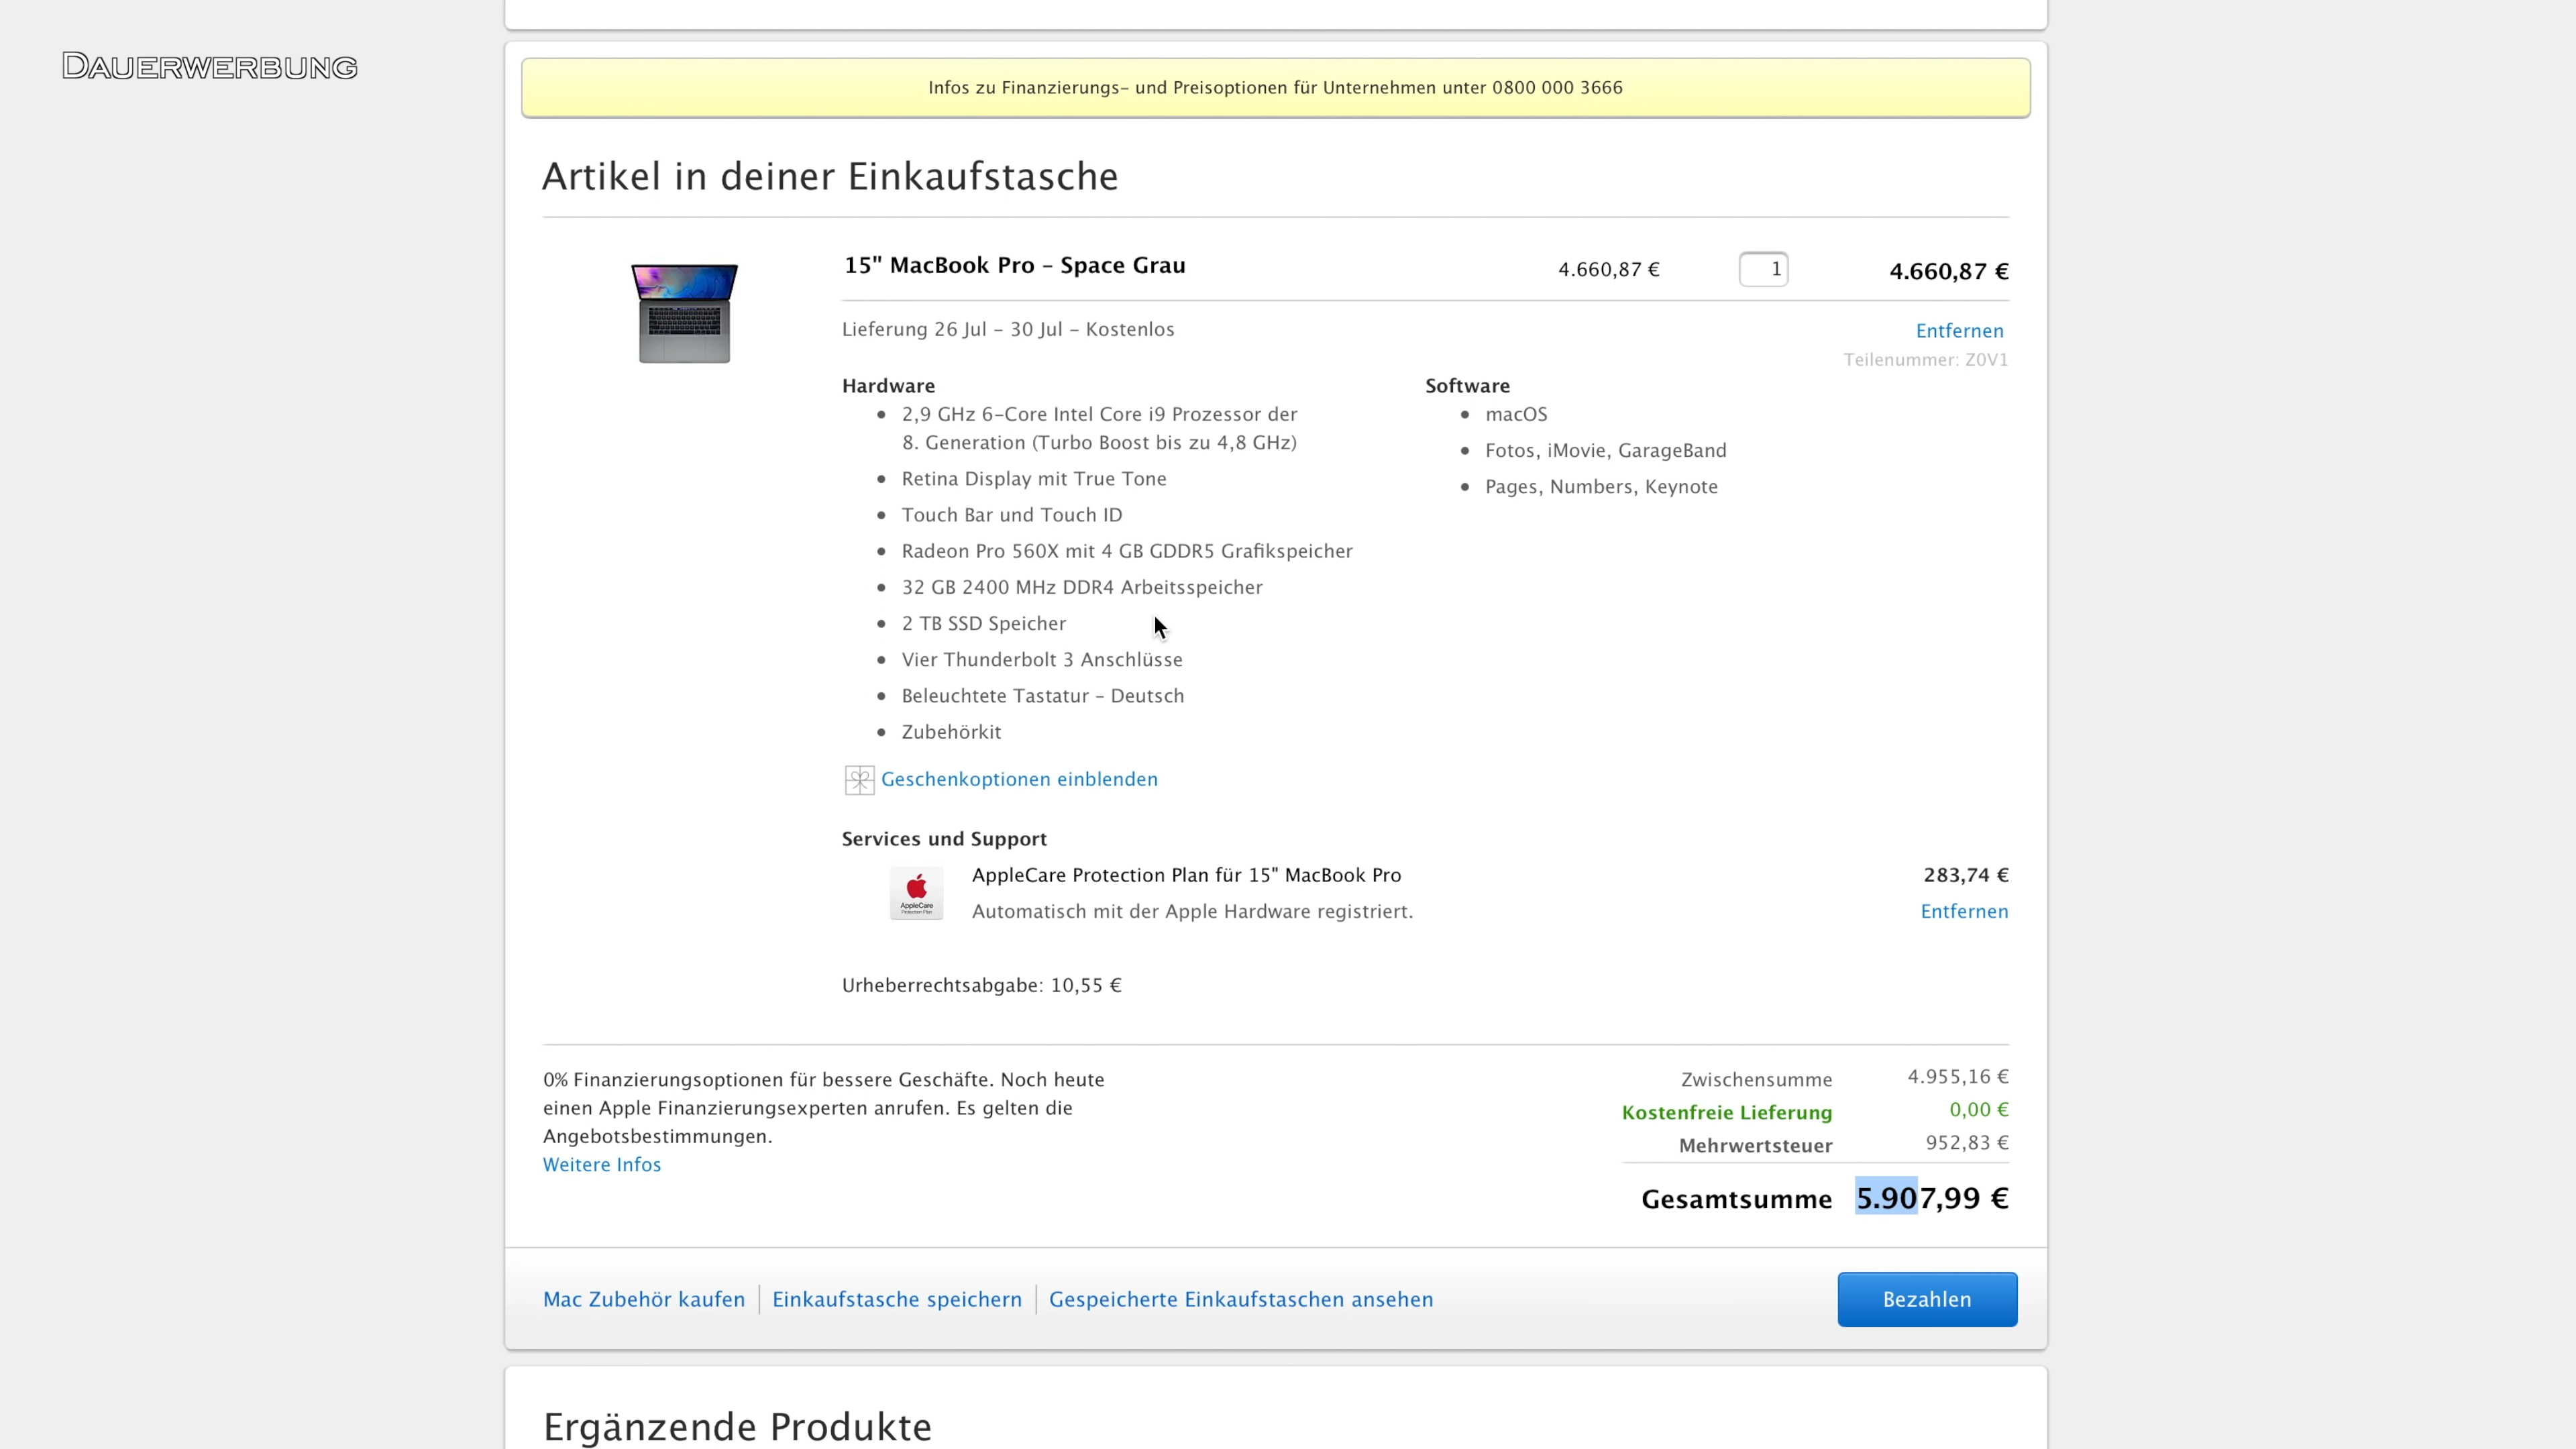 DAUERWERBUNG
Infos zu Finanzierungs- und Preisoptionen für Unternehmen unter 0800 000 3666
Artikel in deiner Einkaufstasche
15" MacBook Pro – Space Grau 4.660,87 € 1 4.660,87 €
Lieferung 26 Jul – 30 Jul – Kostenlos Entfernen
Teilenummer: Z0V1
Hardware
2,9 GHz 6-Core Intel Core i9 Prozessor der
8. Generation (Turbo Boost bis zu 4,8 GHz)
Retina Display mit True Tone
Touch Bar und Touch ID
Radeon Pro 560X mit 4 GB GDDR5 Grafikspeicher
32 GB 2400 MHz DDR4 Arbeitsspeicher
2 TB SSD Speicher
Vier Thunderbolt 3 Anschlüsse
Beleuchtete Tastatur – Deutsch
Zubehörkit
Software
macOS
Fotos, iMovie, GarageBand
Pages, Numbers, Keynote
Geschenkoptionen einblenden
Services und Support
AppleCare
Protection Plan
AppleCare Protection Plan für 15" MacBook Pro 283,74 €
Automatisch mit der Apple Hardware registriert. Entfernen
Urheberrechtsabgabe: 10,55 €
0% Finanzierungsoptionen für bessere Geschäfte. Noch heute
einen Apple Finanzierungsexperten anrufen. Es gelten die
Angebotsbestimmungen.
Weitere Infos
Zwischensumme 4.955,16 €
Kostenfreie Lieferung 0,00 €
Mehrwertsteuer 952,83 €
Gesamtsumme 5.907,99 €
Mac Zubehör kaufen Einkaufstasche speichern Gespeicherte Einkaufstaschen ansehen Bezahlen
Ergänzende Produkte